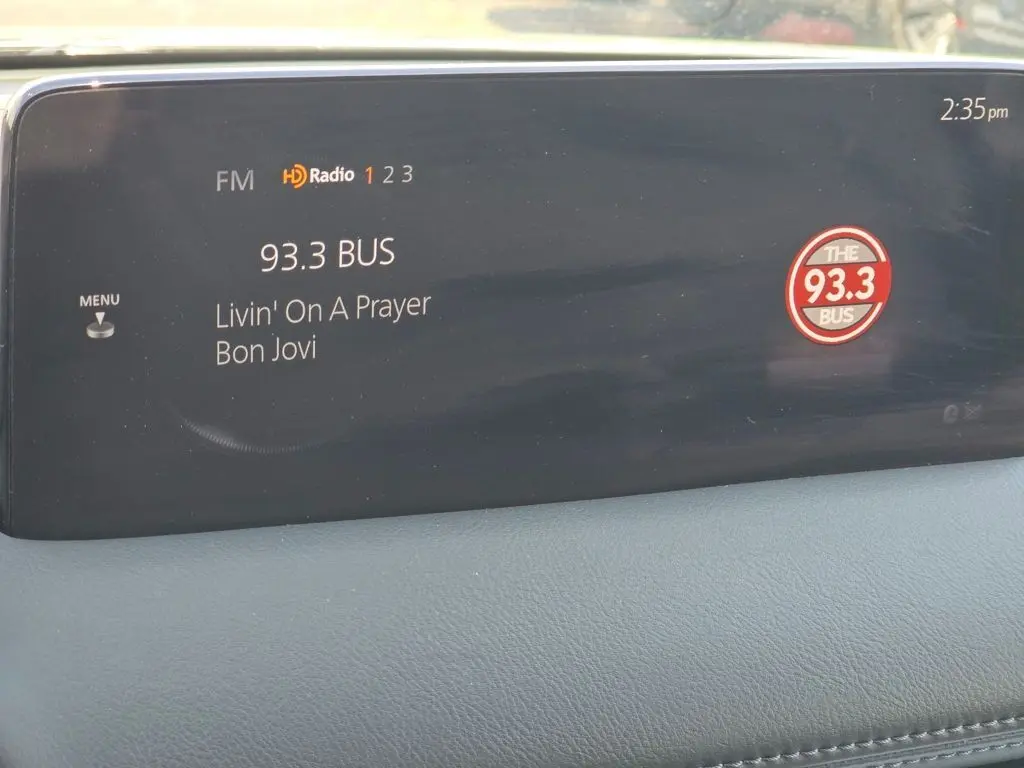 2:35pm
FM HD Radio 1 2 3
93.3 BUS
MENU
Livin' On A Prayer
Bon Jovi
THE
93.3
BUS